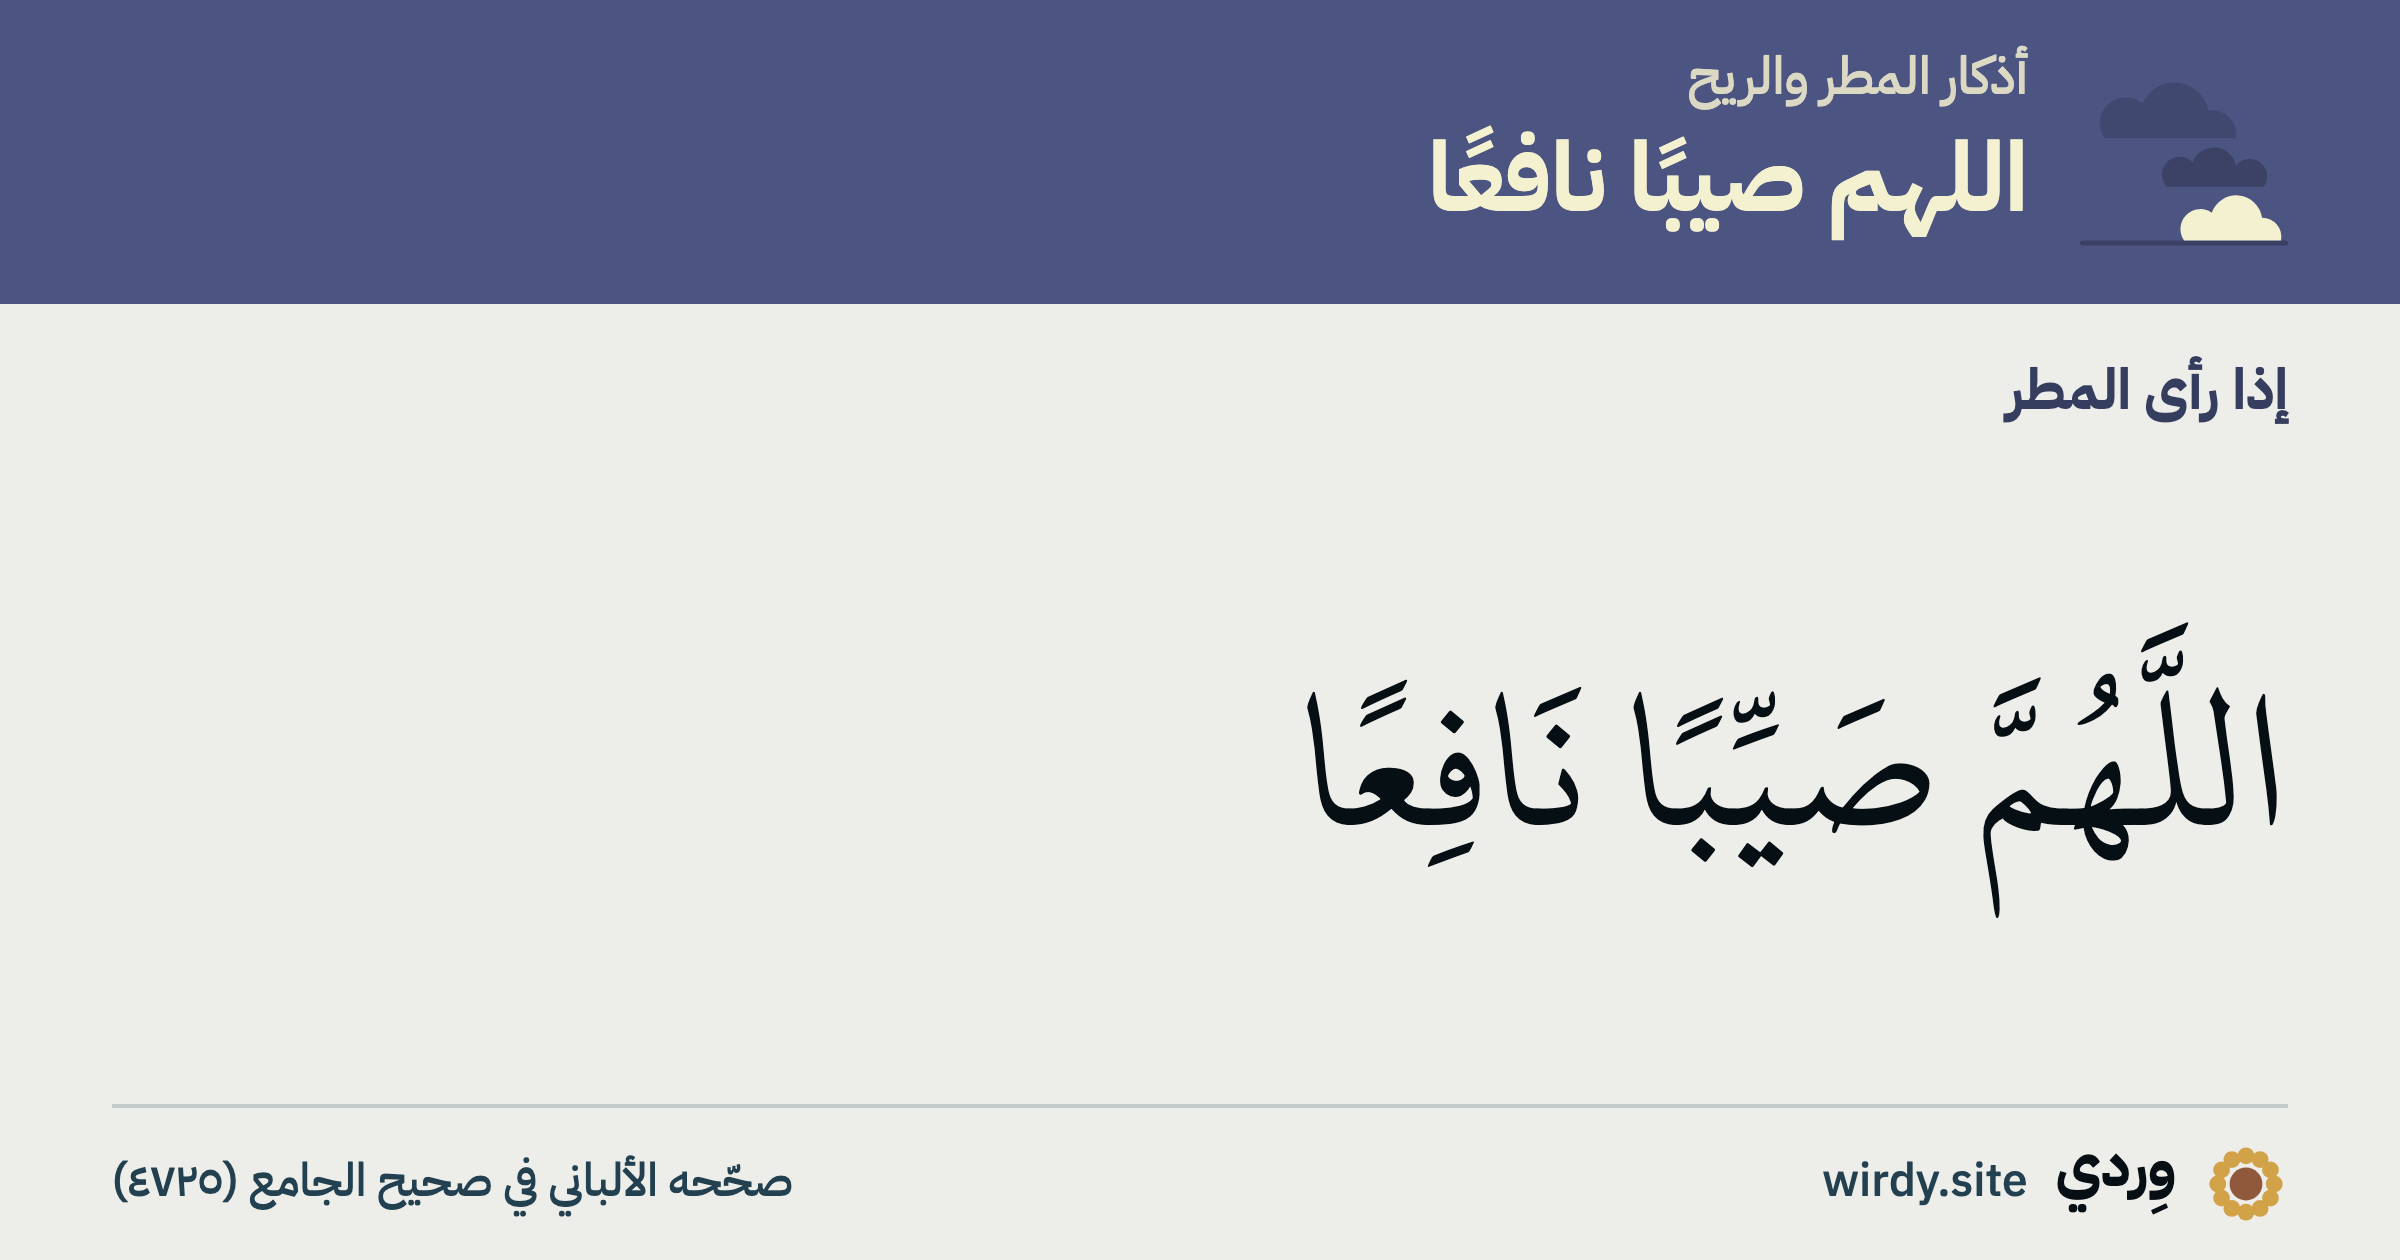 أذكار المطر والريح
اللهم صيبًا نافعًا
إذا رأى المطر
اللَّهُمَّ صَيِّبًا نَافِعًا
وِردي wirdy.site
صحّحه الألباني في صحيح الجامع (٤٧٢٥)